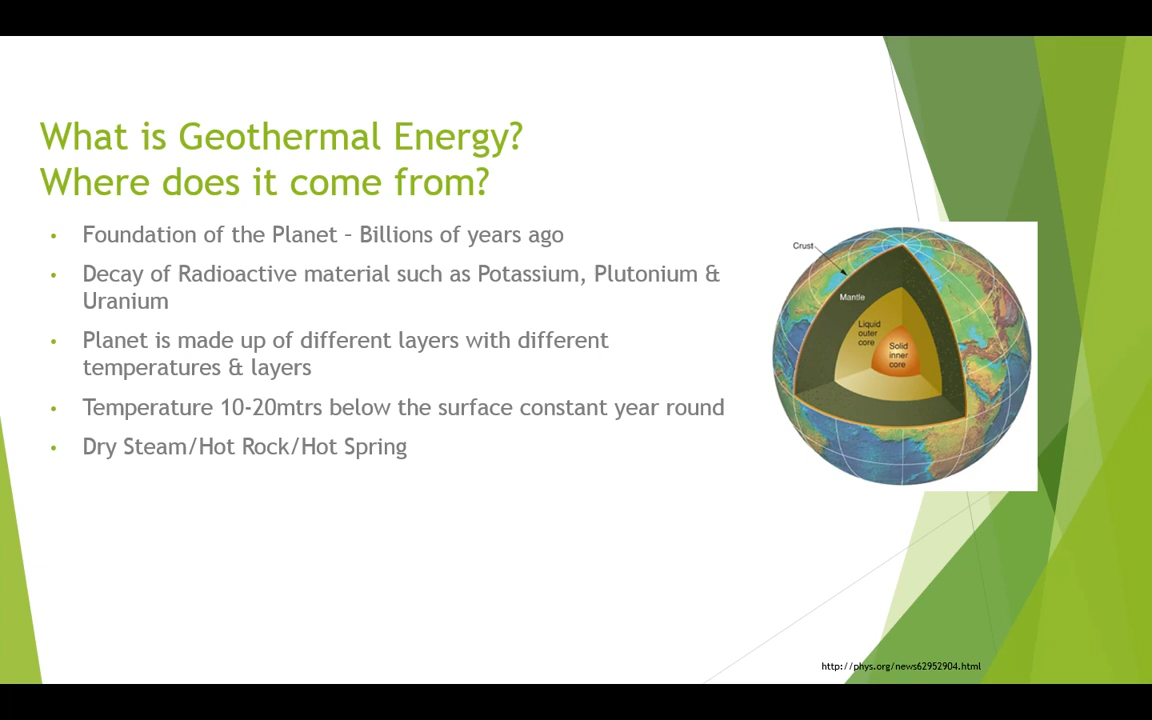 What is Geothermal Energy?
Where does it come from?
• Foundation of the Planet – Billions of years ago
• Decay of Radioactive material such as Potassium, Plutonium &
Uranium
• Planet is made up of different layers with different
temperatures & layers
• Temperature 10-20mtrs below the surface constant year round
• Dry Steam/Hot Rock/Hot Spring
Crust
Mantle
Liquid
outer
core
Solid
inner
core
http://phys.org/news62952904.html